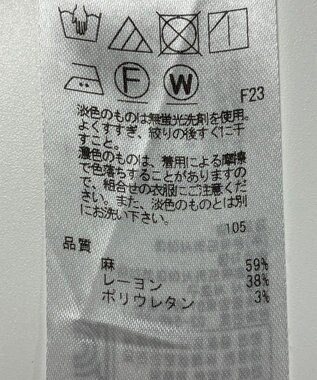 F W
F23
淡色のものは無蛍光洗剤を使用。
よくすすぎ、絞りの後すぐに干
すこと。
濃色のものは、着用による摩擦
で色落ちすることがありますの
で、組合せの衣服にご注意くだ
さい。また、淡色のものとは別
にお洗い下さい。
105
品質
麻 59%
レーヨン 38%
ポリウレタン 3%